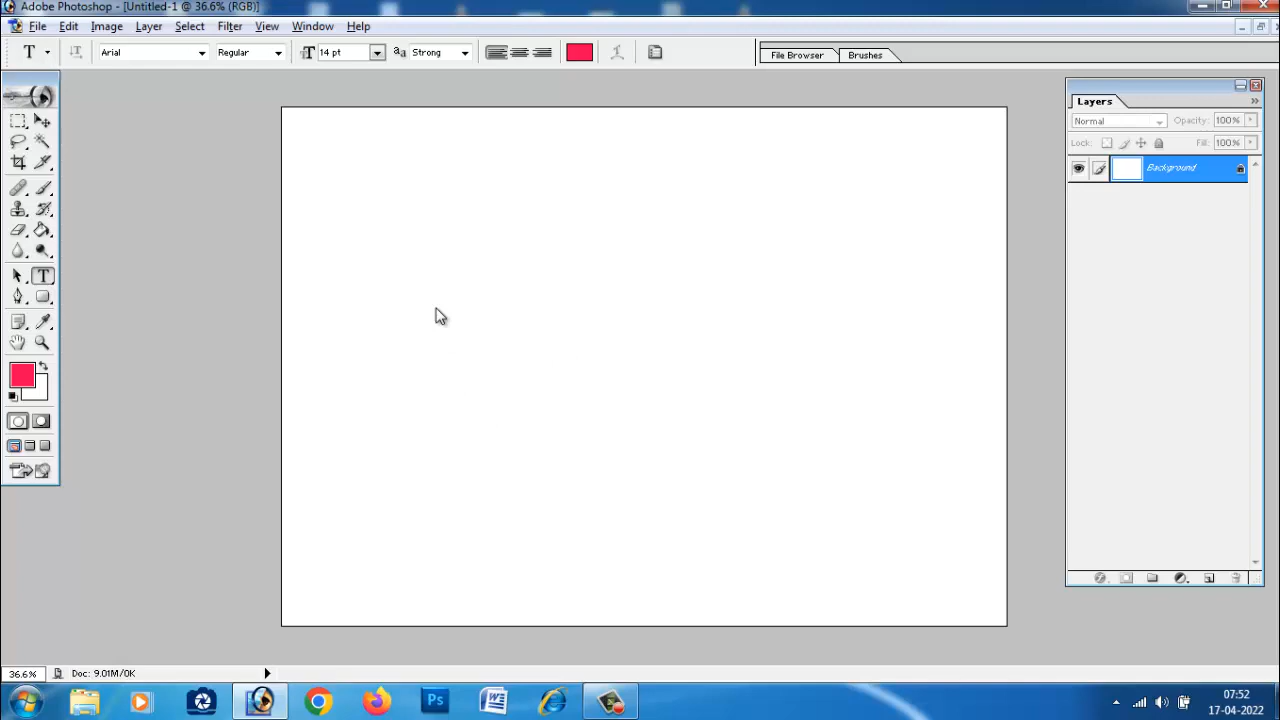 Adobe Photoshop - [Untitled-1 @ 36.6% (RGB)]
File Edit Image Layer Select Filter View Window Help
T T Arial Regular T 14 pt aa Strong File Browser Brushes
Layers
Normal Opacity: 100%
Lock: Fill: 100%
Background
T
36.6% Doc: 9.01M/0K
Ps W
07:52
17-04-2022